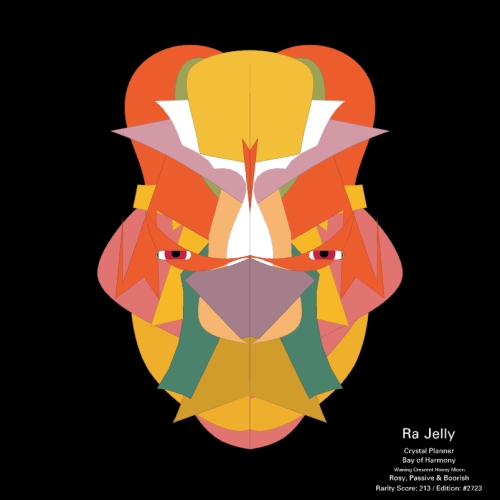 Ra Jelly
Crystal Planner
Bay of Harmony
Waning Crescent Honey Moon
Rosy, Passive & Boorish
Rarity Score: 213 / Edition: #2723